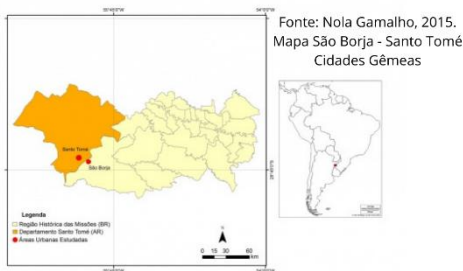 Fonte: Nola Gamalho, 2015.
Mapa São Borja - Santo Tomé
Cidades Gêmeas
Santo Tomé
São Borja
Legenda
Região Histórica das Missões (BR)
Departamento Santo Tomé (AR)
Áreas Urbanas Estudadas
N
0 15 30 60
km